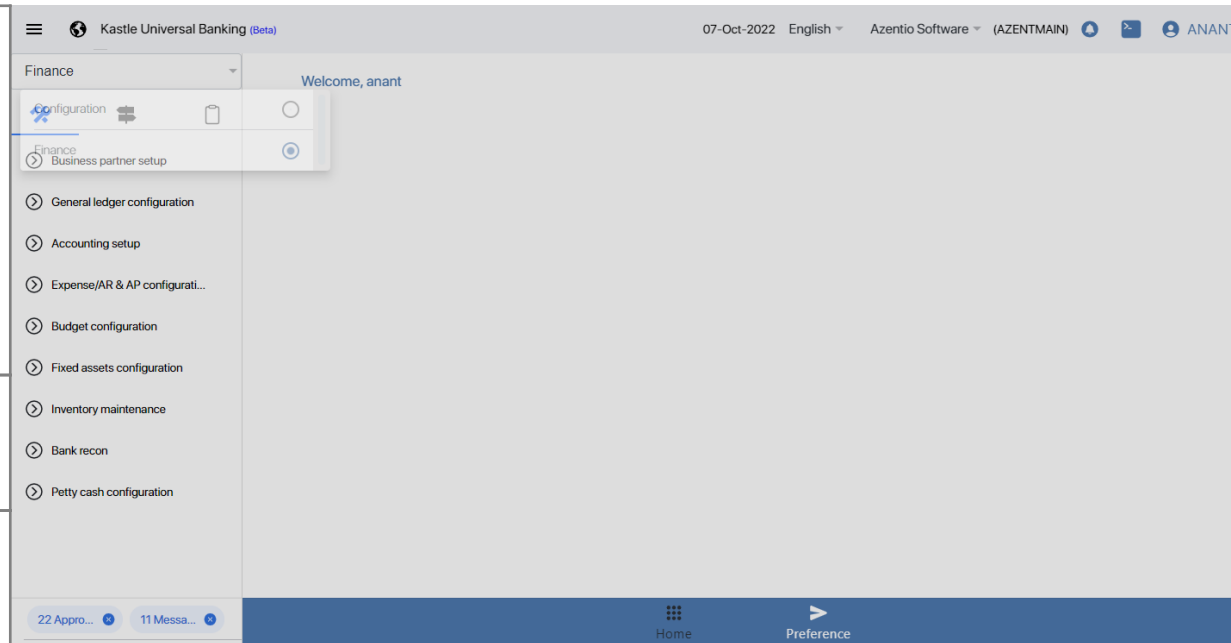 Kastle Universal Banking (Beta)
07-Oct-2022 English Azentio Software (AZENTMAIN) ANANT
Finance
Welcome, anant
Configuration
Finance
Business partner setup
General ledger configuration
Accounting setup
Expense/AR & AP configurati...
Budget configuration
Fixed assets configuration
Inventory maintenance
Bank recon
Petty cash configuration
22 Appro... 11 Messa...
Home Preference